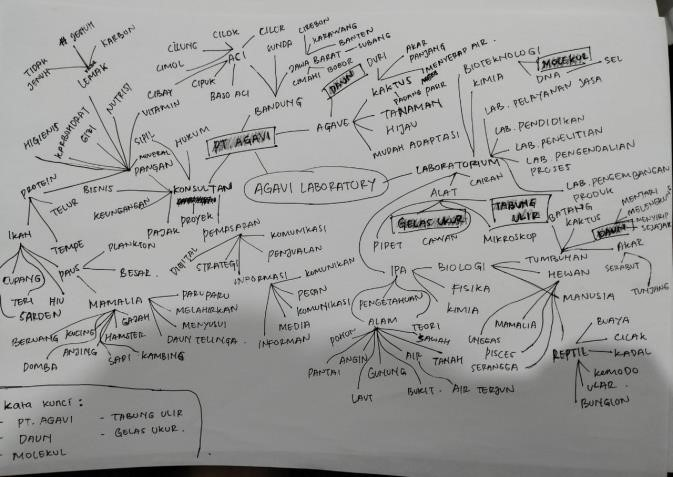 # JENUH
KARBON
TIDAK
JENUH
LEMAK
NUTRISI
VITAMIN
HIGIENIS
KARBOHIDRAT
GIZI
MINERAL
PANGAN
PROTEIN
TELUR
IKAN
TEMPE
CUPANG
TERI
HIU
SARDEN
PAUS
PLANKTON
BESAR.
CILUNG
CILOK
CILOR
CIMOL
ACI
CIBAY
CIPUK
BASO ACI
SUNDA
CIREBON
KARAWANG
BANTEN
JAWA BARAT
SUBANG
CIMAHI
BOGOR
BANDUNG
PT. AGAVI
AGAVE
DAUN
DURI
KAKTUS
AKAR
PANJANG
MENYERAP AIR.
PADANG PASIR
TANAMAN
HIJAU
MUDAH ADAPTASI
BIOTEKNOLOGI
KIMIA
MOLEKUL
DNA
SEL
LAB. PELAYANAN JASA
LAB. PENDIDIKAN
LAB. PENELITIAN
LAB. PENGENDALIAN
PROSES
LAB. PENGEMBANGAN
PRODUK
LABORATORIUM
ALAT
CAIRAN
GELAS UKUR
TABUNG
ULIR
PIPET
CAWAN
MIKROSKOP
AGAVI LABORATORY
SIPIL
HUKUM
BISNIS
KONSULTAN
KEUNGANGAN
PAJAK
PROYEK
PEMASARAN
DIGITAL
STRATEGI
KOMUNIKASI
PENJUALAN
INFORMASI
KOMUNIKAN
PESAN
KOMUNIKASI
MEDIA
INFORMAN
MAMALIA
PARU PARU
MELAHIRKAN
MENYUSUI
DAUN TELINGA.
BERUANG
KUCING
GAJAH
HAMSTER
DOMBA
ANJING
SAPI
KAMBING
IPA
BIOLOGI
FISIKA
KIMIA
PENGETAHUAN
ALAM
TEORI
SAWAH
TANAH
POHON
ANGIN
PANTAI
LAUT
GUNUNG
AIR
BUKIT.
AIR TERJUN
TUMBUHAN
HEWAN
MANUSIA
BATANG
KAKTUS
DAUN
MENJARI
MELENGKUNG
MENYIRIP
SEJAJAR
AKAR
SERABUT
TUNJANG
UNGGAS
MAMALIA
PISCES
SERANGGA
REPTIL
BUAYA
CICAK
KADAL
KOMODO
ULAR.
BUNGLON
Kata kunci :
- PT. AGAVI
- TABUNG ULIR
- DAUN
- GELAS UKUR.
- MOLEKUL